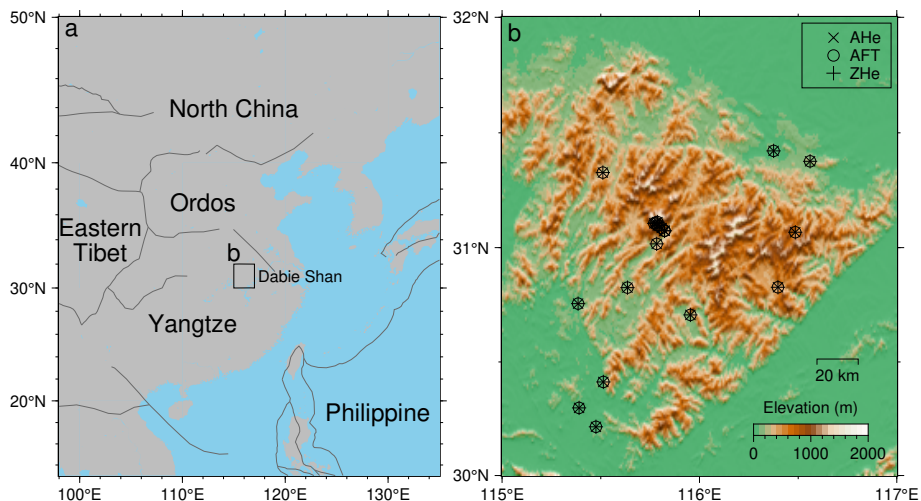 a
50°N
40°N
30°N
20°N
100°E
110°E
120°E
130°E
North China
Ordos
Eastern
Tibet
b
Dabie Shan
Yangtze
Philippine
b
AHe
AFT
ZHe
32°N
31°N
30°N
115°E
116°E
117°E
20 km
Elevation (m)
0
1000
2000